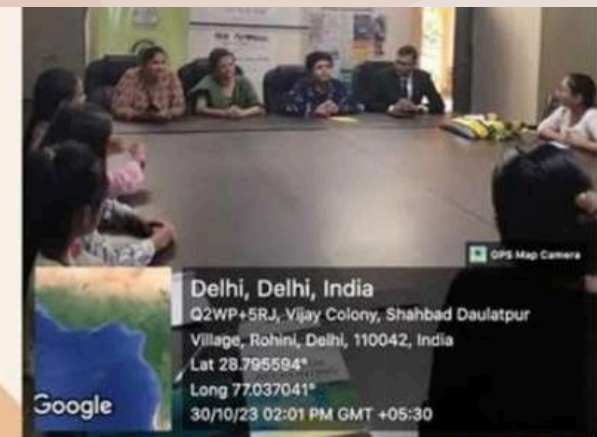 GPS Map Camera
Delhi, Delhi, India
Q2WP+5RJ, Vijay Colony, Shahbad Daulatpur
Village, Rohini, Delhi, 110042, India
Lat 28.795594°
Long 77.037041°
30/10/23 02:01 PM GMT +05:30
Google